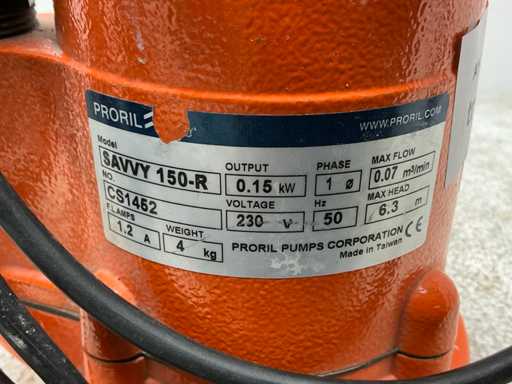 PRORIL
WWW.PRORIL.COM
Model
SAVVY 150-R
OUTPUT
0.15 kW
PHASE
1 Ø
MAX FLOW
0.07 m³/min
NO.
CS1452
VOLTAGE
230 V
Hz
50
MAX HEAD
6.3 m
F.L.AMPS
1.2 A
WEIGHT
4 kg
PRORIL PUMPS CORPORATION CE
Made in Taiwan